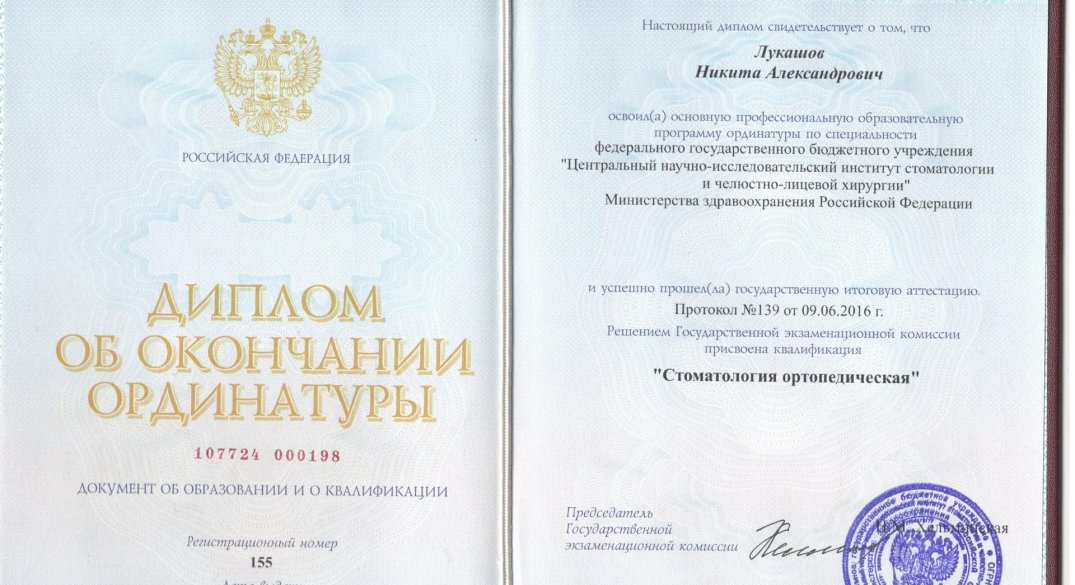 РОССИЙСКАЯ ФЕДЕРАЦИЯ
ДИПЛОМ
ОБ ОКОНЧАНИИ
ОРДИНАТУРЫ
107724 000198
ДОКУМЕНТ ОБ ОБРАЗОВАНИИ И О КВАЛИФИКАЦИИ
Регистрационный номер
155
Настоящий диплом свидетельствует о том, что
Лукашов
Никита Александрович
освоил(а) основную профессиональную образовательную
программу ординатуры по специальности
федерального государственного бюджетного учреждения
"Центральный научно-исследовательский институт стоматологии
и челюстно-лицевой хирургии"
Министерства здравоохранения Российской Федерации
и успешно прошел(ла) государственную итоговую аттестацию.
Протокол №139 от 09.06.2016 г.
Решением Государственной экзаменационной комиссии
присвоена квалификация
"Стоматология ортопедическая"
Председатель
Государственной
экзаменационной комиссии